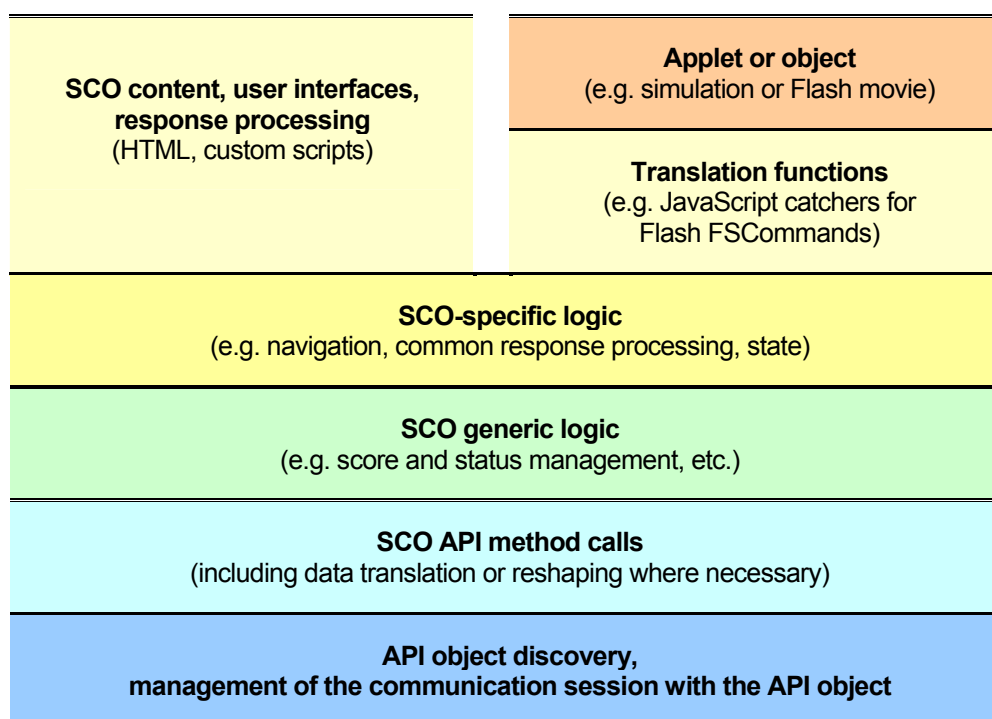 SCO content, user interfaces,
response processing
(HTML, custom scripts)
Applet or object
(e.g. simulation or Flash movie)
Translation functions
(e.g. JavaScript catchers for
Flash FSCommands)
SCO-specific logic
(e.g. navigation, common response processing, state)
SCO generic logic
(e.g. score and status management, etc.)
SCO API method calls
(including data translation or reshaping where necessary)
API object discovery,
management of the communication session with the API object